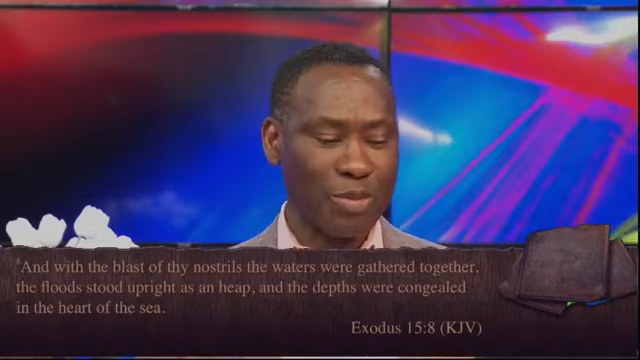 ⁸And with the blast of thy nostrils the waters were gathered together,
the floods stood upright as an heap, and the depths were congealed
in the heart of the sea.
Exodus 15:8 (KJV)